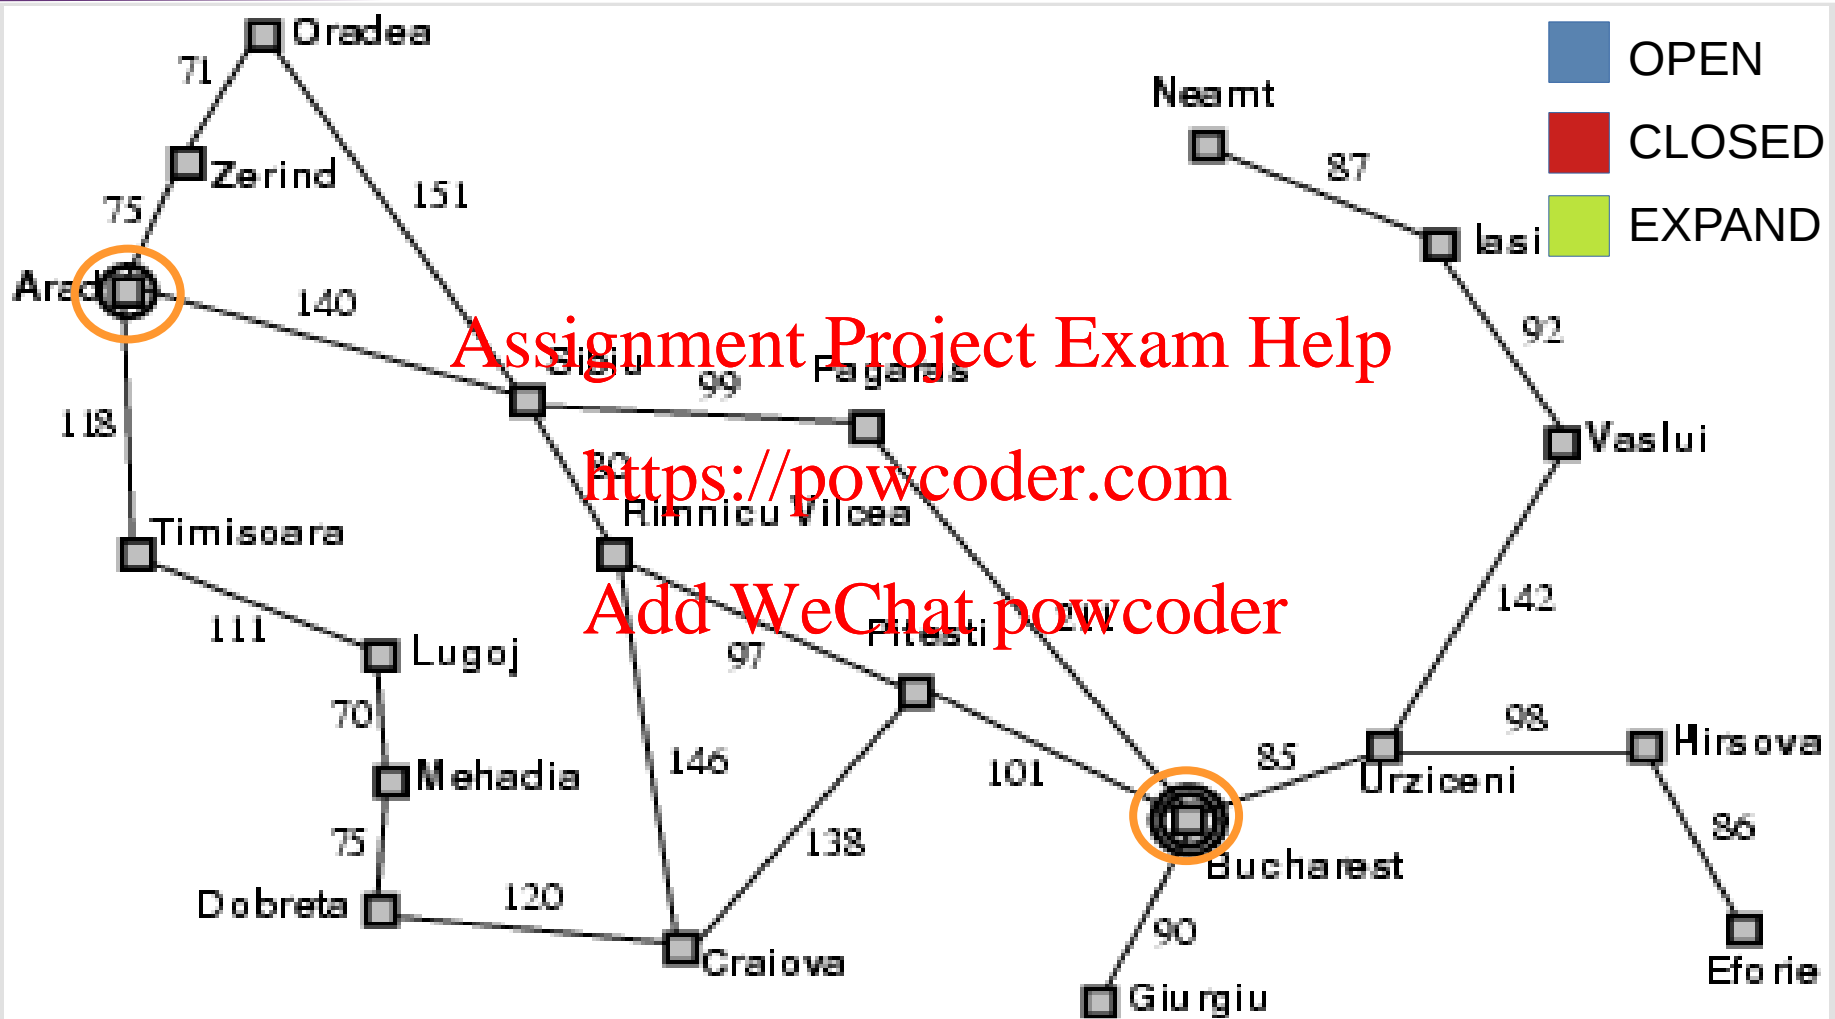 Oradea
71
OPEN
Neamt
CLOSED
87
Zerind
151
75
Iasi
EXPAND
Arad
140
92
Assignment Project Exam Help
Sibiu
99
Fagaras
118
Vaslui
80
https://powcoder.com
Rimnicu Vilcea
Timisoara
142
Add WeChat powcoder
211
111
Pitesti
97
Lugoj
70
98
Hirsova
146
85
101
Mehadia
Urziceni
75
138
86
Bucharest
120
Dobreta
90
Craiova
Eforie
Giurgiu